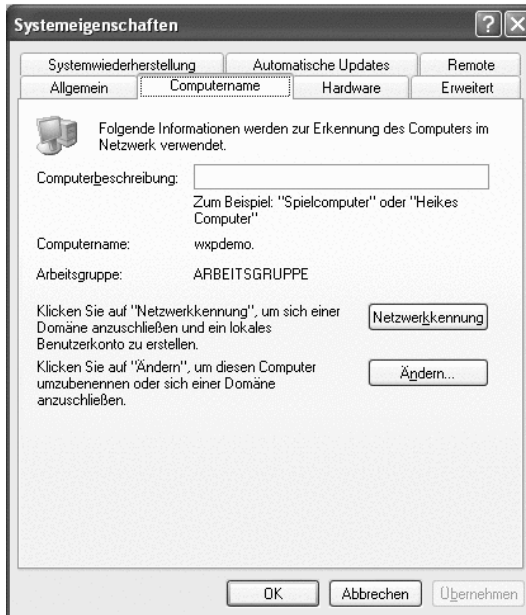 Systemeigenschaften
Systemwiederherstellung Automatische Updates Remote
Allgemein Computername Hardware Erweitert
Folgende Informationen werden zur Erkennung des Computers im
Netzwerk verwendet.
Computerbeschreibung:
Zum Beispiel: "Spielcomputer" oder "Heikes
Computer"
Computername: wxpdemo.
Arbeitsgruppe: ARBEITSGRUPPE
Klicken Sie auf "Netzwerkkennung", um sich einer
Domäne anzuschließen und ein lokales
Benutzerkonto zu erstellen.
Netzwerkkennung
Klicken Sie auf "Ändern", um diesen Computer
umzubenennen oder sich einer Domäne
anzuschließen.
Ändern...
OK Abbrechen Übernehmen